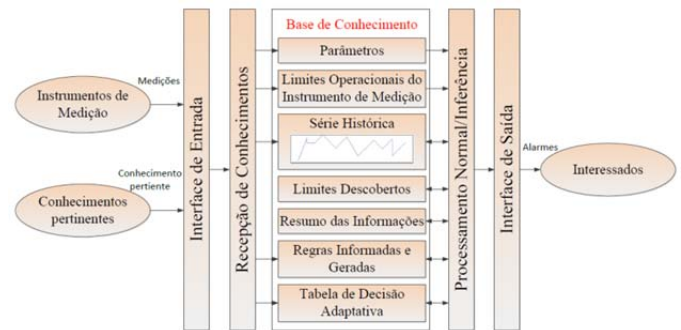 Base de Conhecimento
Instrumentos de
Medição
Medições
Conhecimentos
pertinentes
Conhecimento
pertiente
Interface de Entrada
Recepção de Conhecimentos
Parâmetros
Limites Operacionais do
Instrumento de Medição
Série Histórica
Limites Descobertos
Resumo das Informações
Regras Informadas e
Geradas
Tabela de Decisão
Adaptativa
Processamento Normal/Inferência
Interface de Saída
Alarmes
Interessados